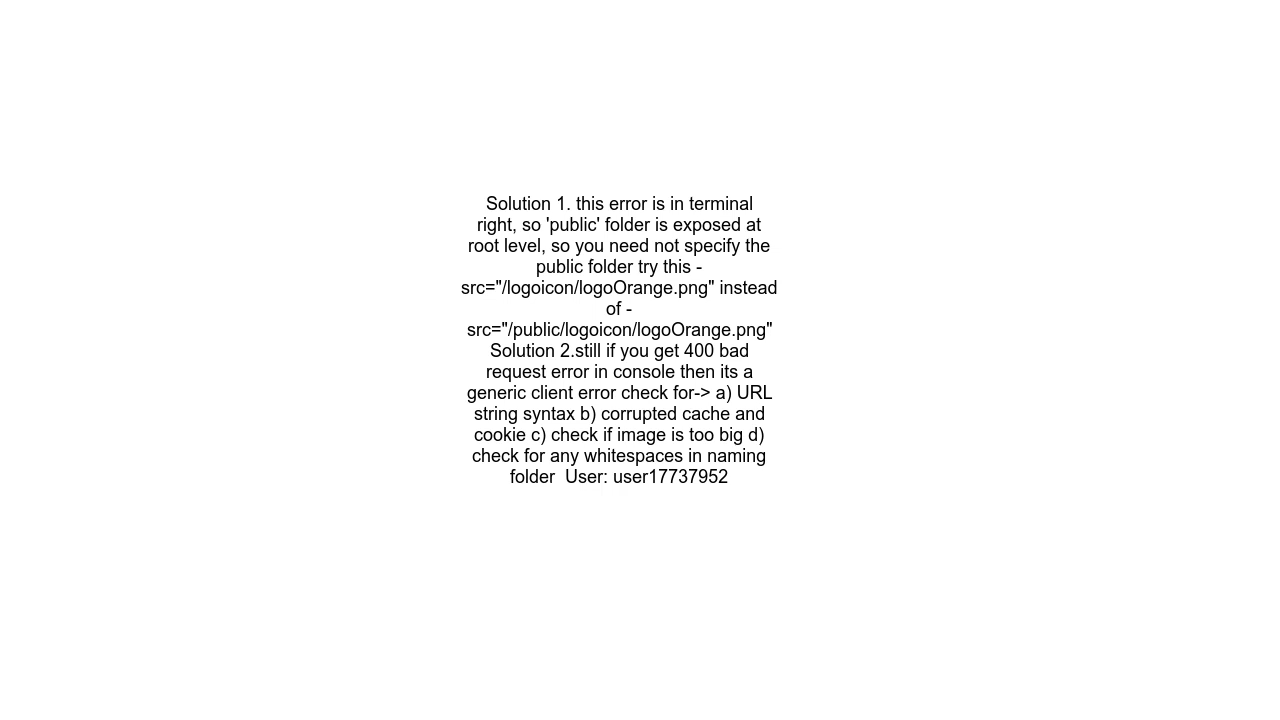 Solution 1. this error is in terminal
right, so 'public' folder is exposed at
root level, so you need not specify the
public folder try this -
src="/logoicon/logoOrange.png" instead
of -
src="/public/logoicon/logoOrange.png"
Solution 2.still if you get 400 bad
request error in console then its a
generic client error check for-> a) URL
string syntax b) corrupted cache and
cookie c) check if image is too big d)
check for any whitespaces in naming
folder  User: user17737952